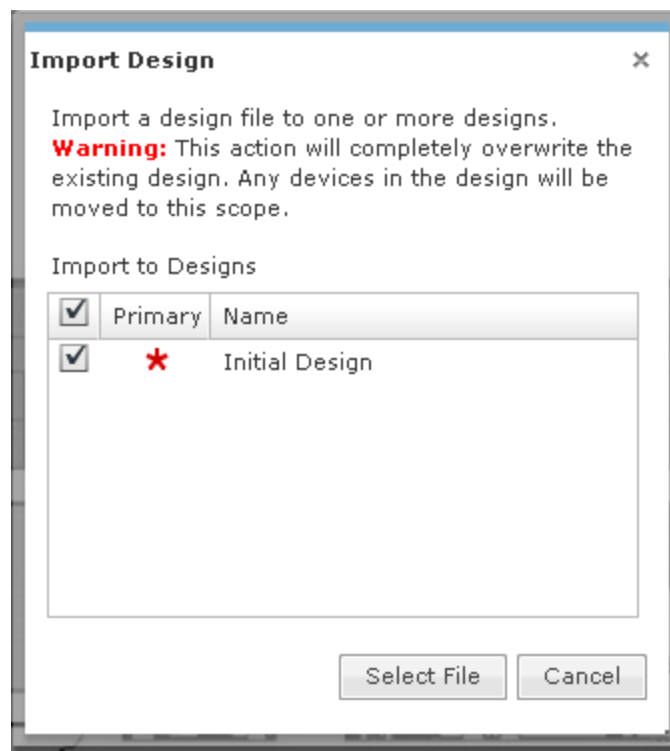 Import Design
Import a design file to one or more designs.
Warning: This action will completely overwrite the
existing design. Any devices in the design will be
moved to this scope.
Import to Designs
Primary Name
Initial Design
Select File Cancel